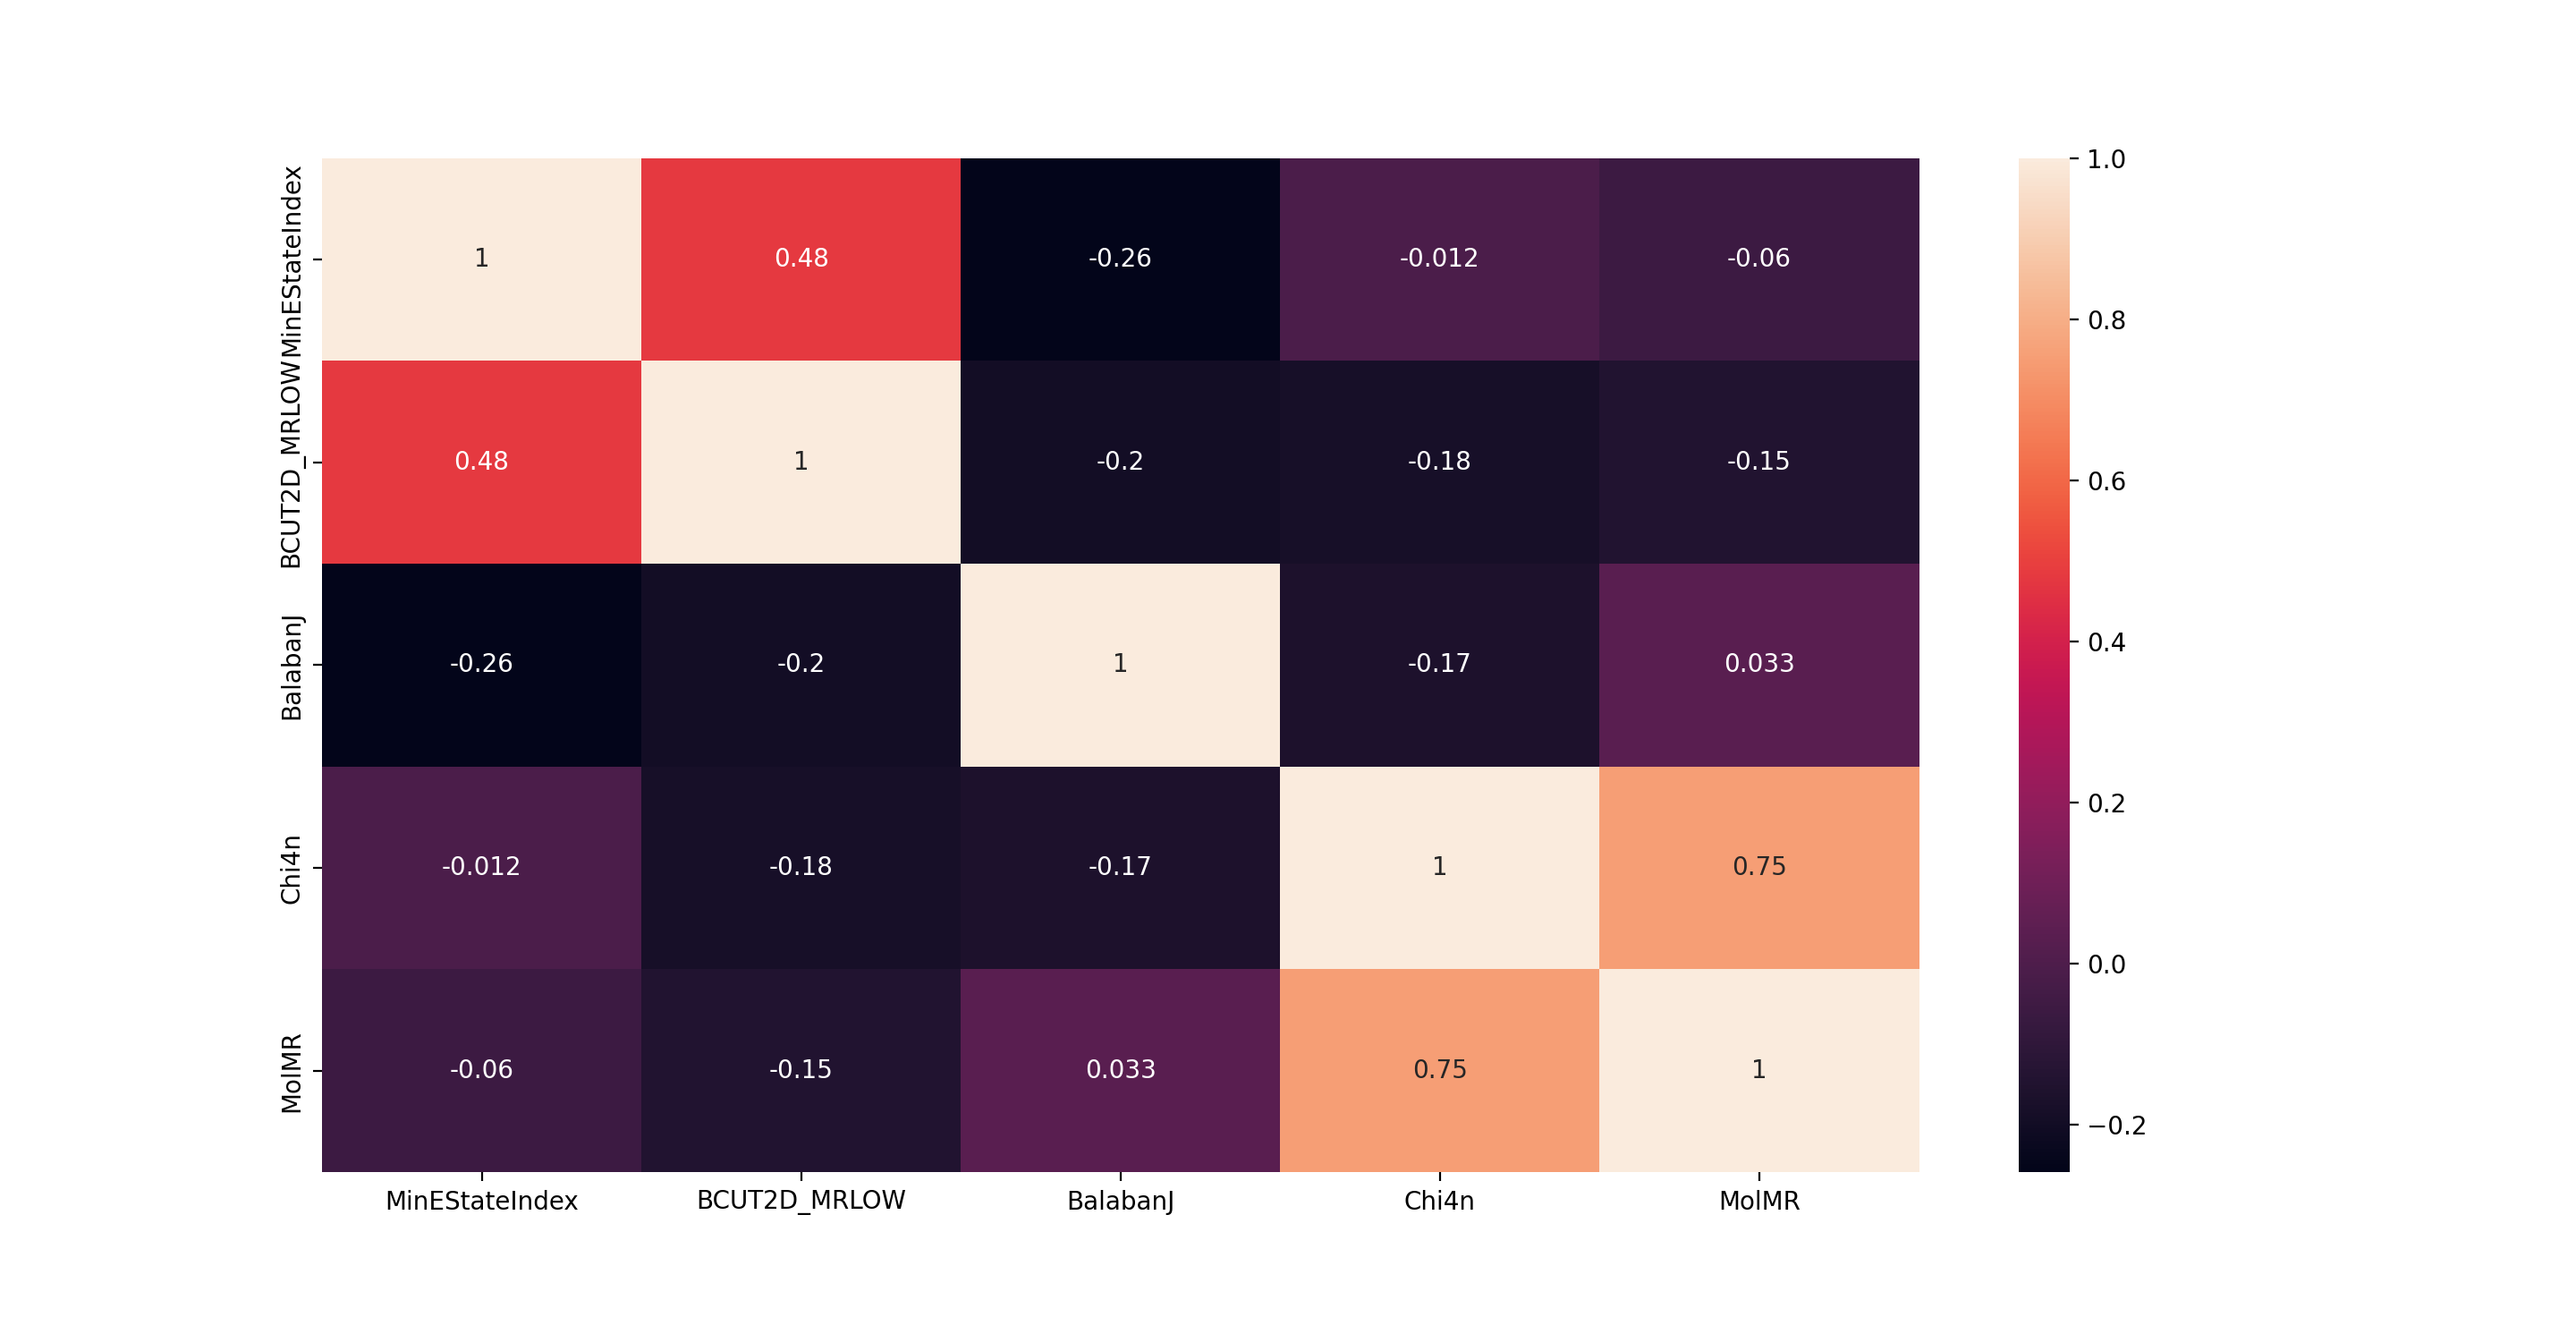 MinEStateIndex 1 0.48 -0.26 -0.012 -0.06
BCUT2D_MRLOW 0.48 1 -0.2 -0.18 -0.15
BalabanJ -0.26 -0.2 1 -0.17 0.033
Chi4n -0.012 -0.18 -0.17 1 0.75
MolMR -0.06 -0.15 0.033 0.75 1
MinEStateIndex BCUT2D_MRLOW BalabanJ Chi4n MolMR
1.0
0.8
0.6
0.4
0.2
0.0
−0.2